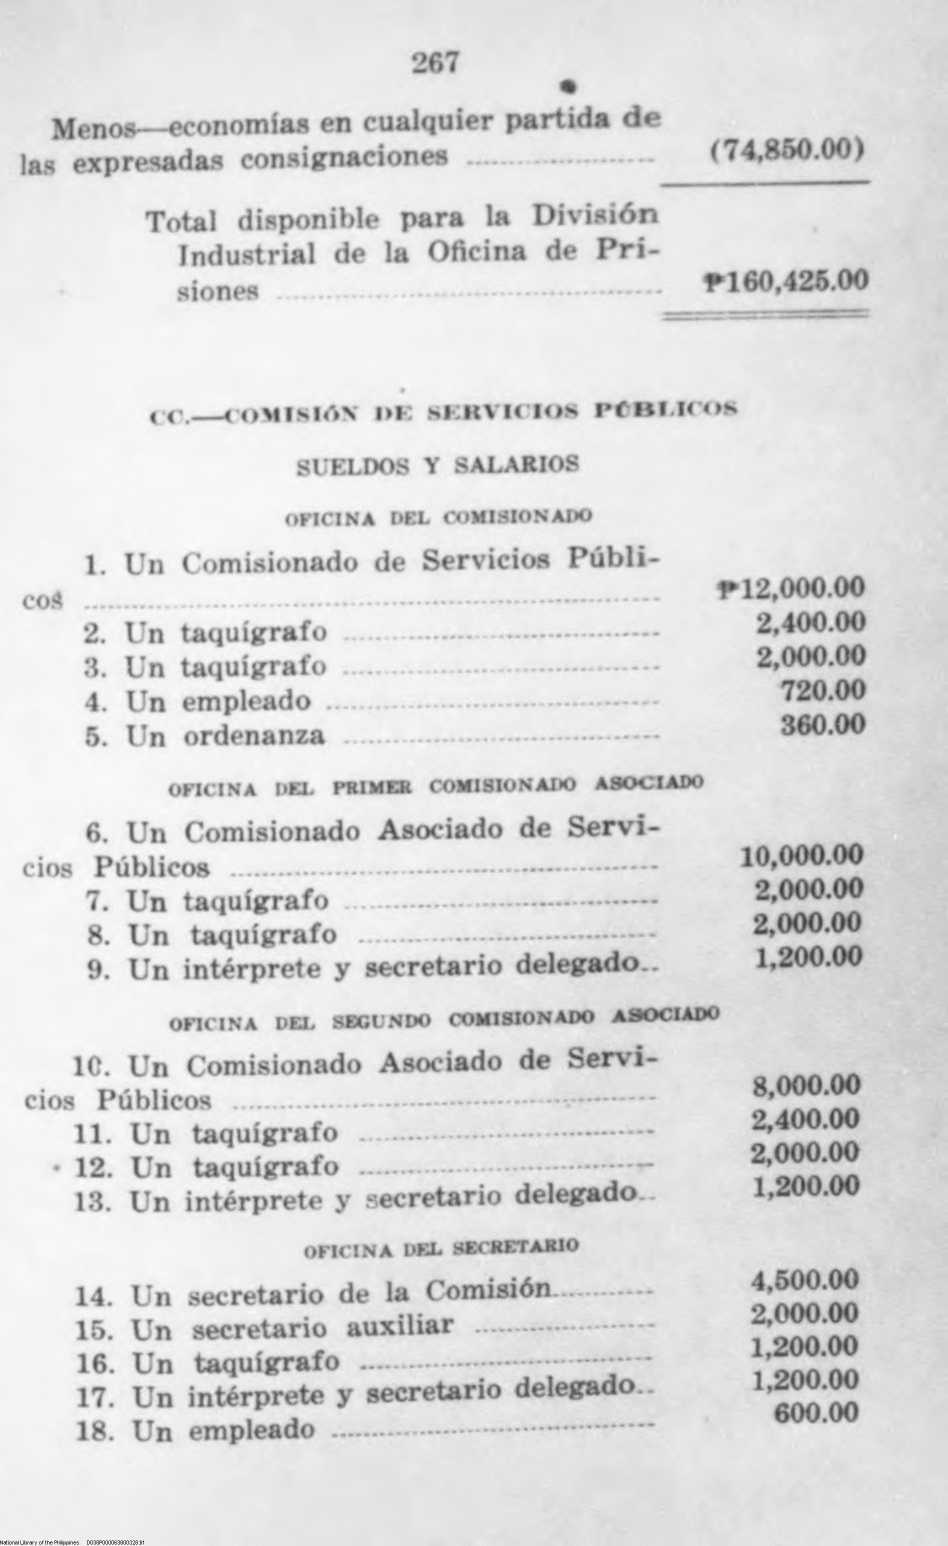 267
Menos—economías en cualquier partida de
las expresadas consignaciones ........................ (74,850.00)
Total disponible para la División
Industrial de la Oficina de Pri-
siones ........................ ₱160,425.00
CC.—COMISIÓN DE SERVICIOS PÚBLICOS
SUELDOS Y SALARIOS
OFICINA DEL COMISIONADO
1. Un Comisionado de Servicios Públi-
cos ........................ ₱12,000.00
2. Un taquígrafo ........................ 2,400.00
3. Un taquígrafo ........................ 2,000.00
4. Un empleado ........................ 720.00
5. Un ordenanza ........................ 360.00
OFICINA DEL PRIMER COMISIONADO ASOCIADO
6. Un Comisionado Asociado de Servi-
cios Públicos ........................ 10,000.00
7. Un taquígrafo ........................ 2,000.00
8. Un taquígrafo ........................ 2,000.00
9. Un intérprete y secretario delegado.. 1,200.00
OFICINA DEL SEGUNDO COMISIONADO ASOCIADO
10. Un Comisionado Asociado de Servi-
cios Públicos ........................ 8,000.00
11. Un taquígrafo ........................ 2,400.00
12. Un taquígrafo ........................ 2,000.00
13. Un intérprete y secretario delegado.. 1,200.00
OFICINA DEL SECRETARIO
14. Un secretario de la Comisión............ 4,500.00
15. Un secretario auxiliar ........................ 2,000.00
16. Un taquígrafo ........................ 1,200.00
17. Un intérprete y secretario delegado.. 1,200.00
18. Un empleado ........................ 600.00
National Library of the Philippines